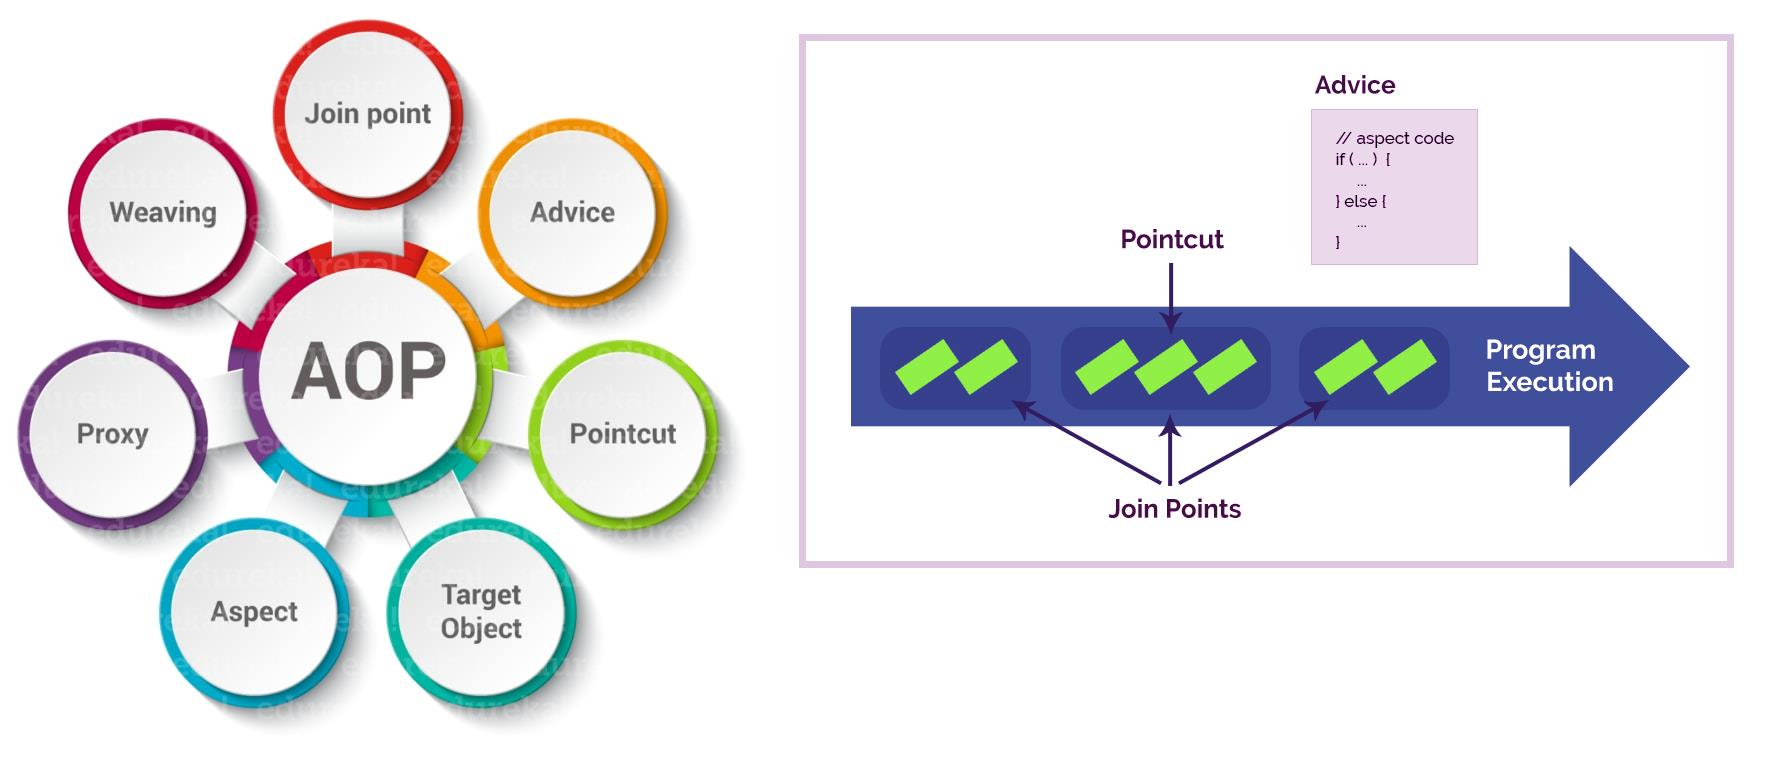 Join point
Weaving
Advice
AOP
Proxy
Pointcut
Aspect
Target
Object
edureka!
Advice
// aspect code
if ( ... ) {
...
} else {
...
}
Pointcut
Program
Execution
Join Points